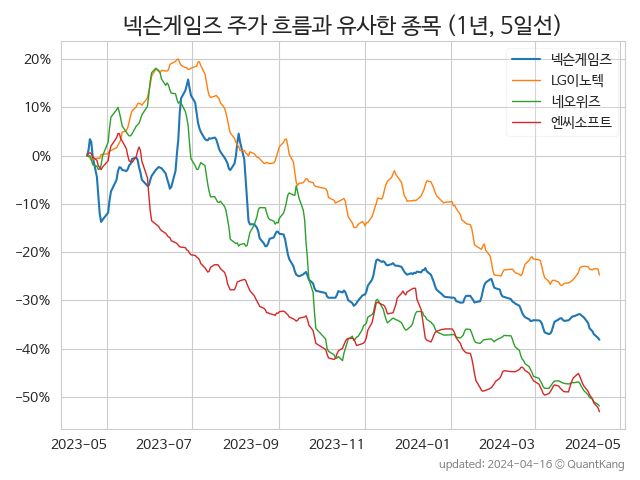 넥슨게임즈 주가 흐름과 유사한 종목 (1년, 5일선)
넥슨게임즈
LG이노텍
네오위즈
엔씨소프트
20%
10%
0%
−10%
−20%
−30%
−40%
−50%
2023-05 2023-07 2023-09 2023-11 2024-01 2024-03 2024-05
updated: 2024-04-16 © QuantKang